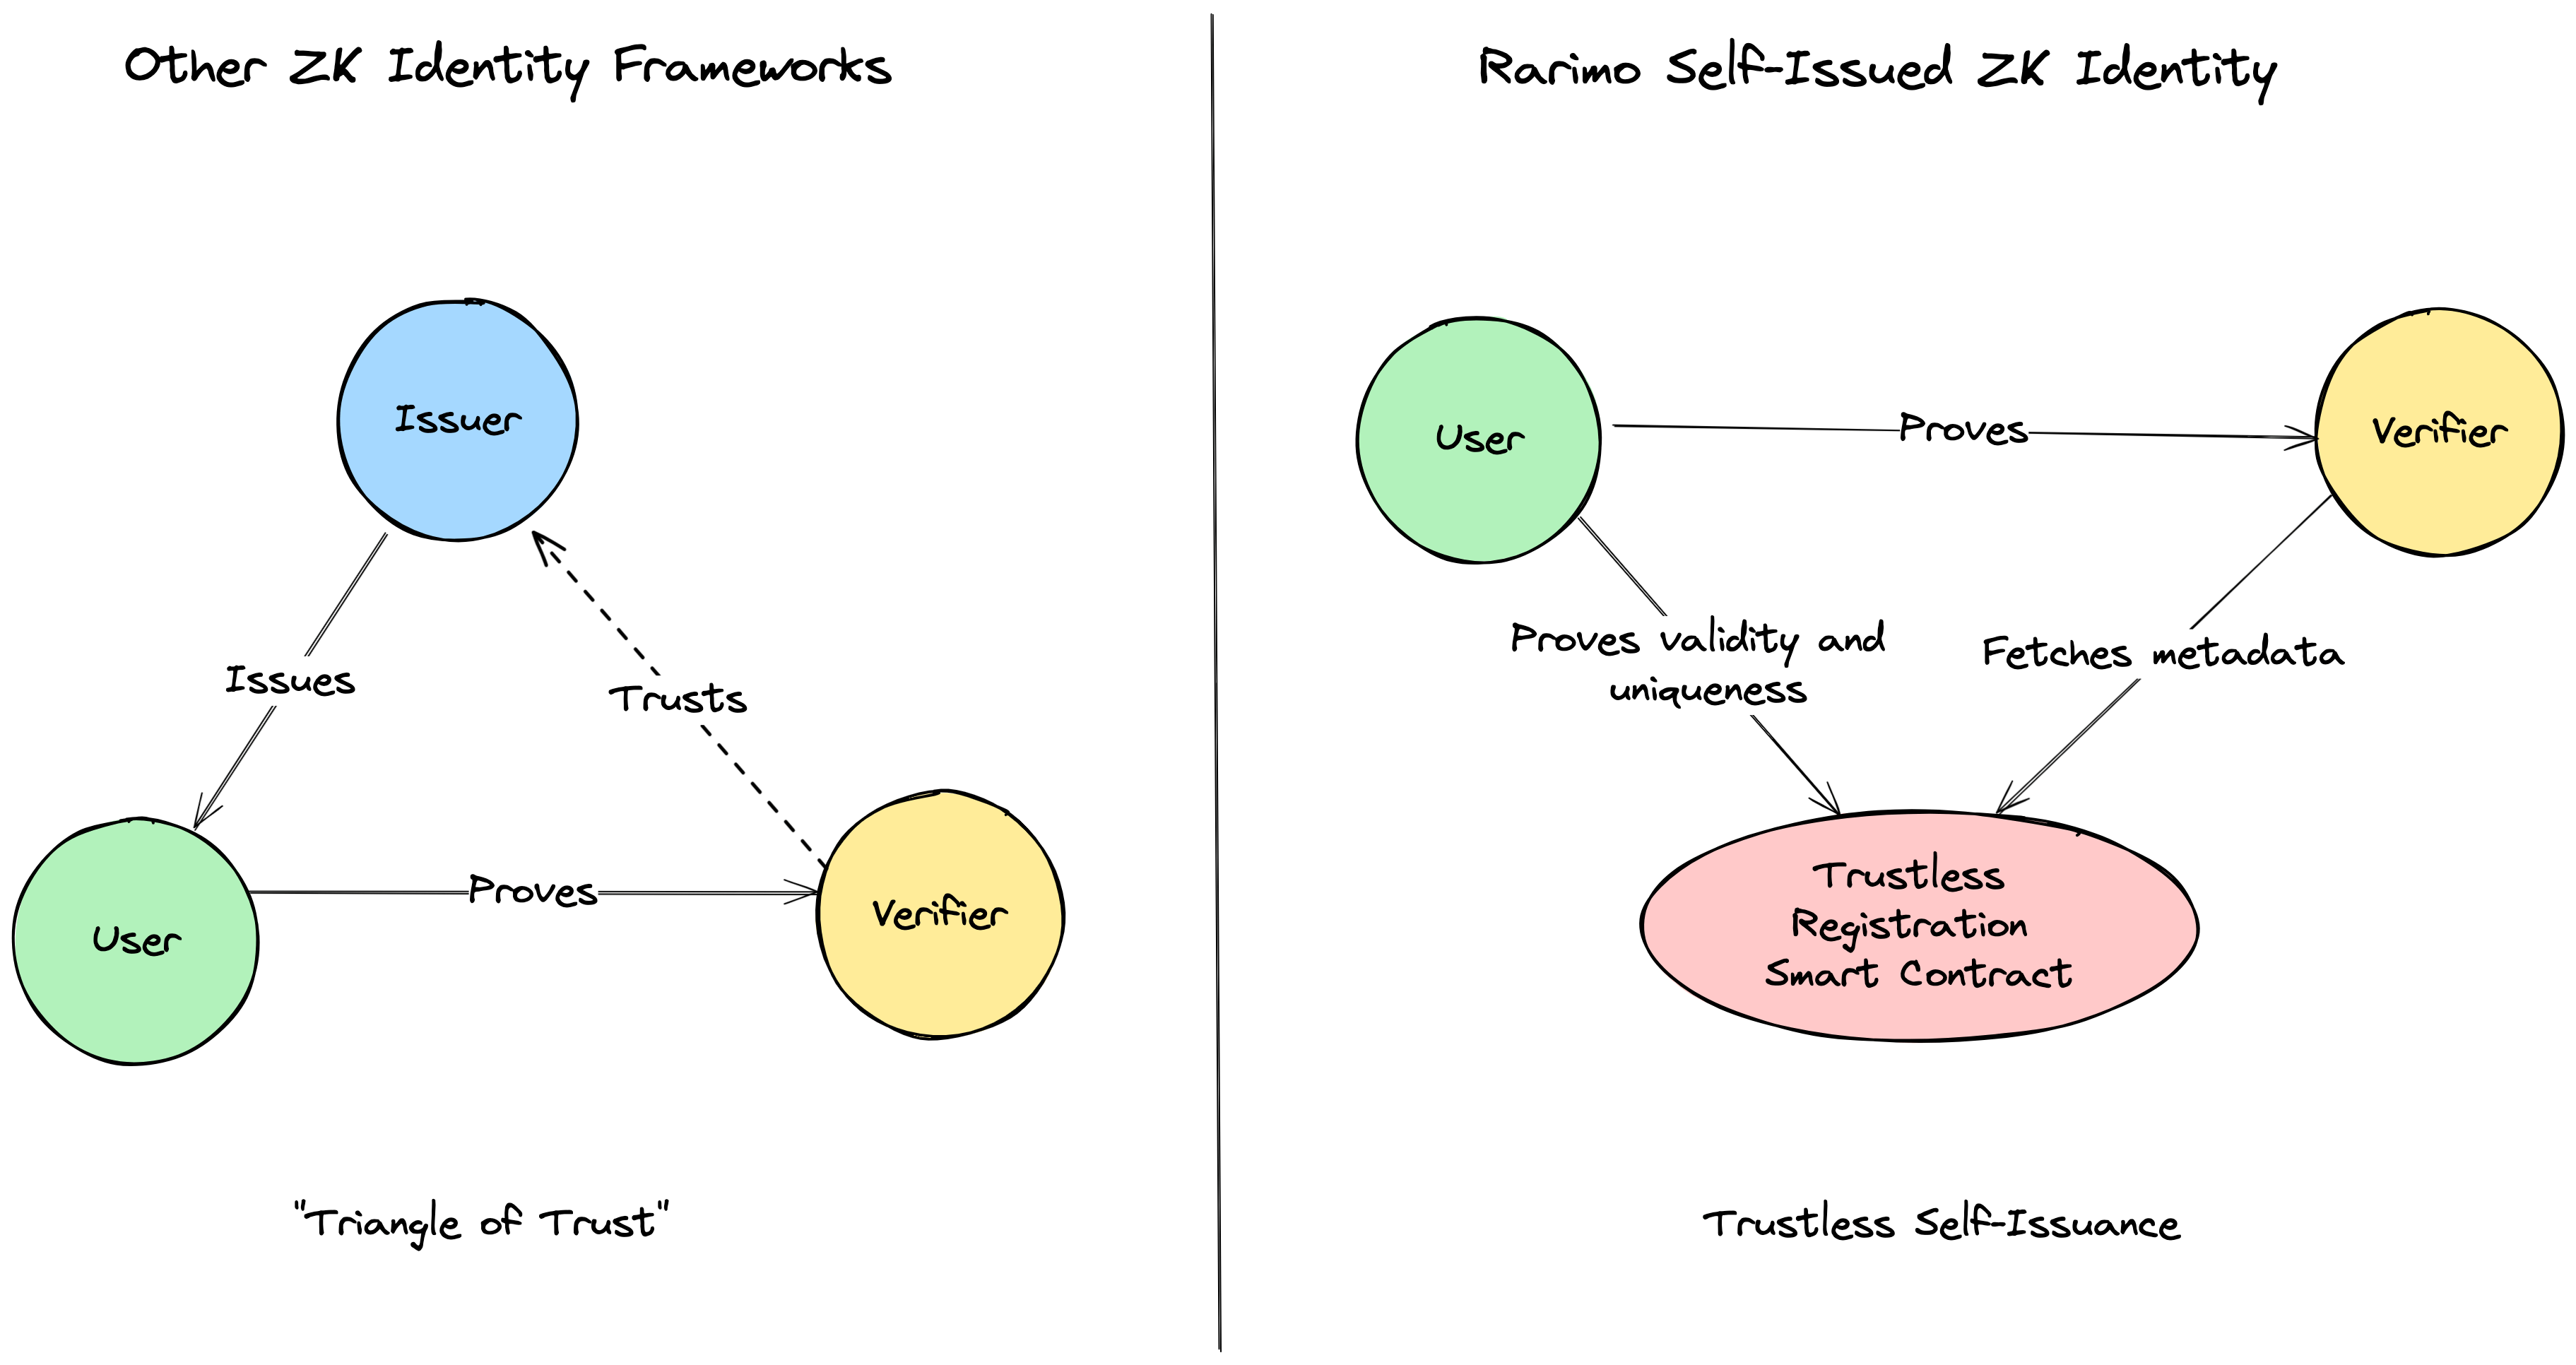 Other ZK Identity Frameworks
Issuer
Issues
Trusts
User
Proves
Verifier
"Triangle of Trust"
Rarimo Self-Issued ZK Identity
User
Proves
Verifier
Proves validity and
uniqueness
Fetches metadata
Trustless
Registration
Smart Contract
Trustless Self-Issuance